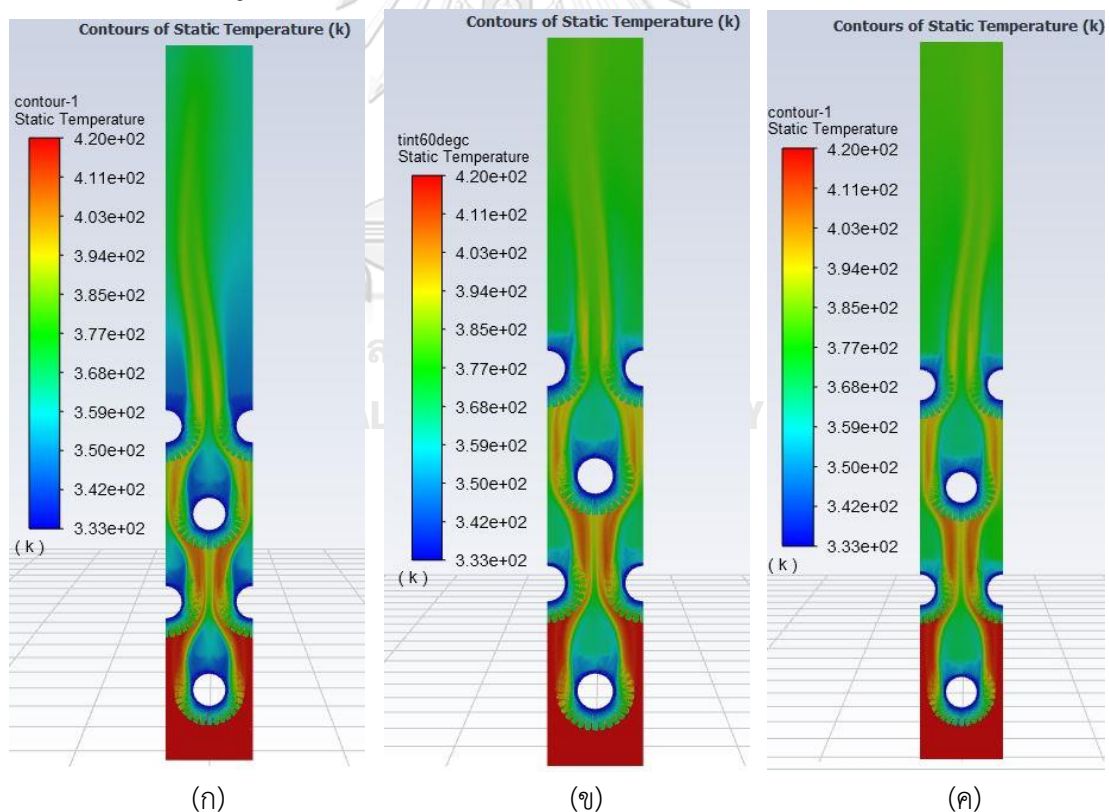 Contours of Static Temperature (k)
contour-1
Static Temperature
4.20e+02
4.11e+02
4.03e+02
3.94e+02
3.85e+02
3.77e+02
3.68e+02
3.59e+02
3.50e+02
3.42e+02
3.33e+02
( k )
(ก)
Contours of Static Temperature (k)
tint60degc
Static Temperature
4.20e+02
4.11e+02
4.03e+02
3.94e+02
3.85e+02
3.77e+02
3.68e+02
3.59e+02
3.50e+02
3.42e+02
3.33e+02
( k )
(ข)
Contours of Static Temperature (k)
contour-1
Static Temperature
4.20e+02
4.11e+02
4.03e+02
3.94e+02
3.85e+02
3.77e+02
3.68e+02
3.59e+02
3.50e+02
3.42e+02
3.33e+02
( k )
(ค)